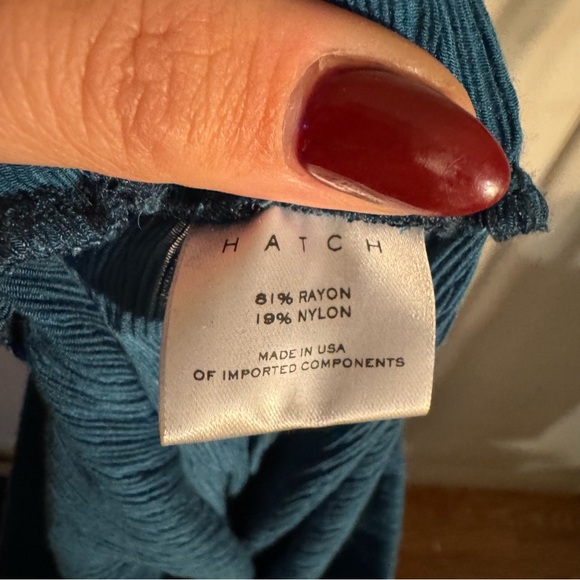 HATCH
81% RAYON
19% NYLON
MADE IN USA
OF IMPORTED COMPONENTS